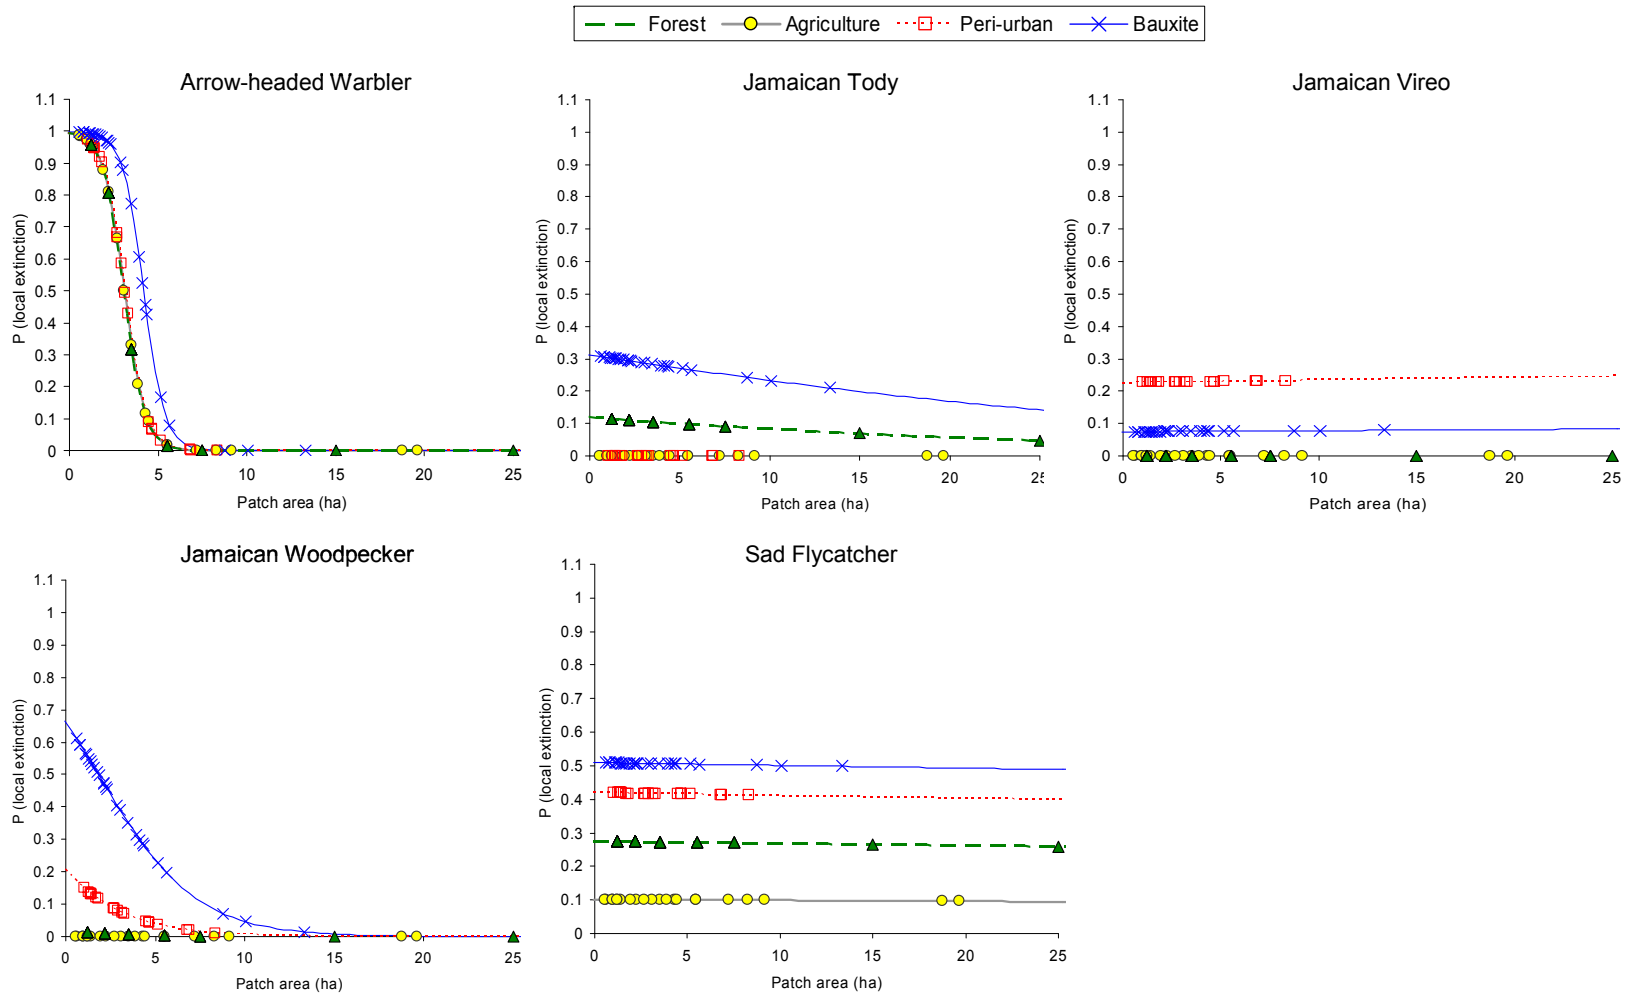 Forest Agriculture Peri-urban Bauxite
Arrow-headed Warbler
P (local extinction)
1.1
1
0.9
0.8
0.7
0.6
0.5
0.4
0.3
0.2
0.1
0
0 5 10 15 20 25
Patch area (ha)
Jamaican Tody
P (local extinction)
1.1
1
0.9
0.8
0.7
0.6
0.5
0.4
0.3
0.2
0.1
0
0 5 10 15 20 25
Patch area (ha)
Jamaican Vireo
P (local extinction)
1.1
1
0.9
0.8
0.7
0.6
0.5
0.4
0.3
0.2
0.1
0
0 5 10 15 20 25
Patch area (ha)
Jamaican Woodpecker
P (local extinction)
1.1
1
0.9
0.8
0.7
0.6
0.5
0.4
0.3
0.2
0.1
0
0 5 10 15 20 25
Patch area (ha)
Sad Flycatcher
P (local extinction)
1.1
1
0.9
0.8
0.7
0.6
0.5
0.4
0.3
0.2
0.1
0
0 5 10 15 20 25
Patch area (ha)